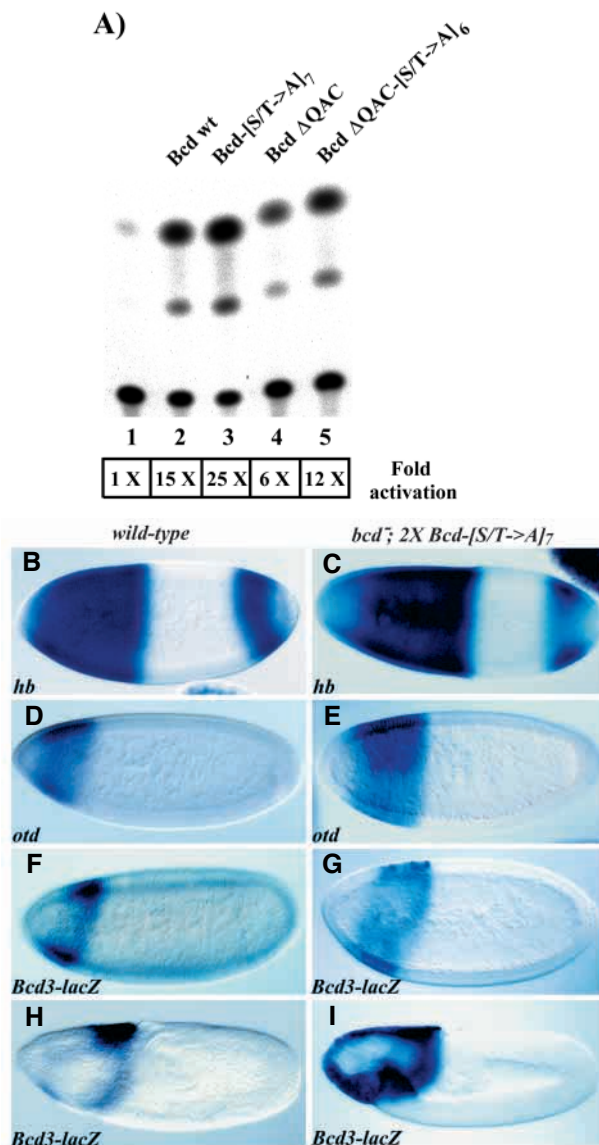 A)
Bcd wt
Bcd-[S/T->A]7
Bcd ΔQAC
Bcd ΔQAC-[S/T->A]6
1 2 3 4 5
1 X 15 X 25 X 6 X 12 X Fold
activation
wild-type bcd-; 2X Bcd-[S/T->A]7
B C
hb hb
D E
otd otd
F G
Bcd3-lacZ Bcd3-lacZ
H I
Bcd3-lacZ Bcd3-lacZ